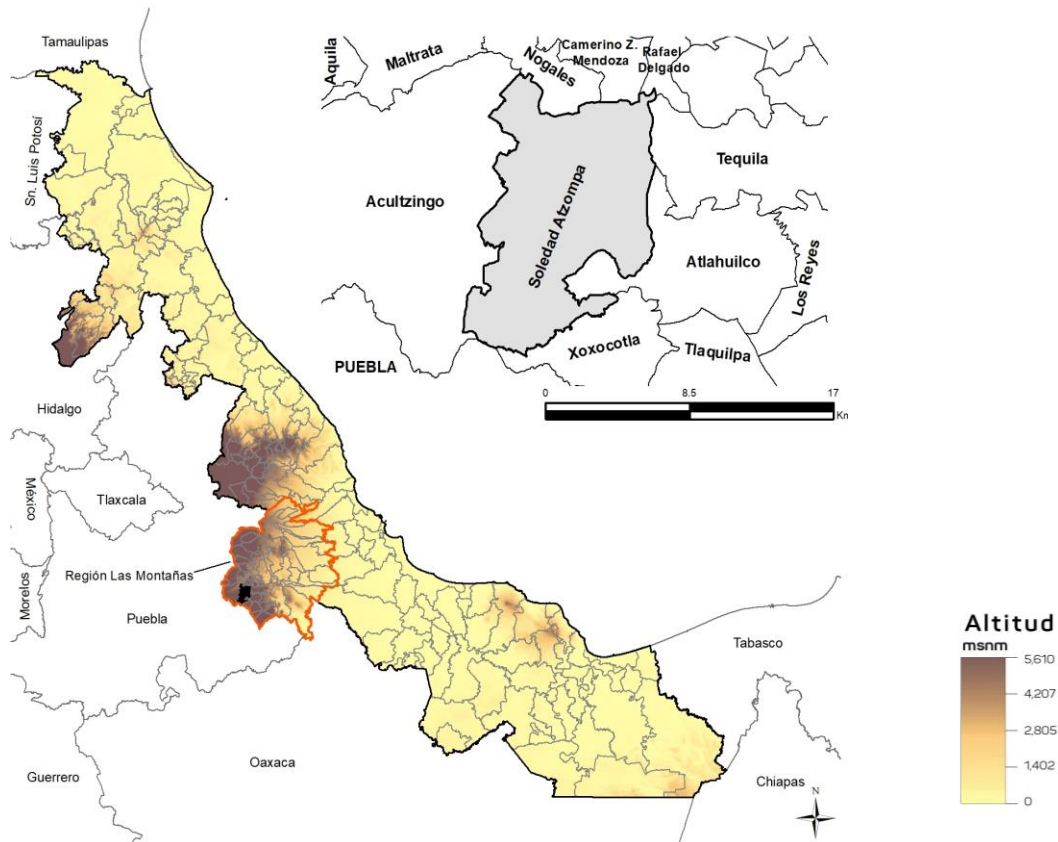 Tamaulipas
Sn. Luis Potosí
Hidalgo
México
Tlaxcala
Morelos
Región Las Montañas
Puebla
Guerrero
Oaxaca
Tabasco
Chiapas
Aquila
Maltrata
Nogales
Camerino Z.
Mendoza
Rafael
Delgado
Tequila
Acultzingo
Soledad Atzompa
Atlahuilco
Los Reyes
PUEBLA
Xoxocotla
Tlaquilpa
0 8.5 17
Km
Altitud
msnm
5,610
4,207
2,805
1402
0
N